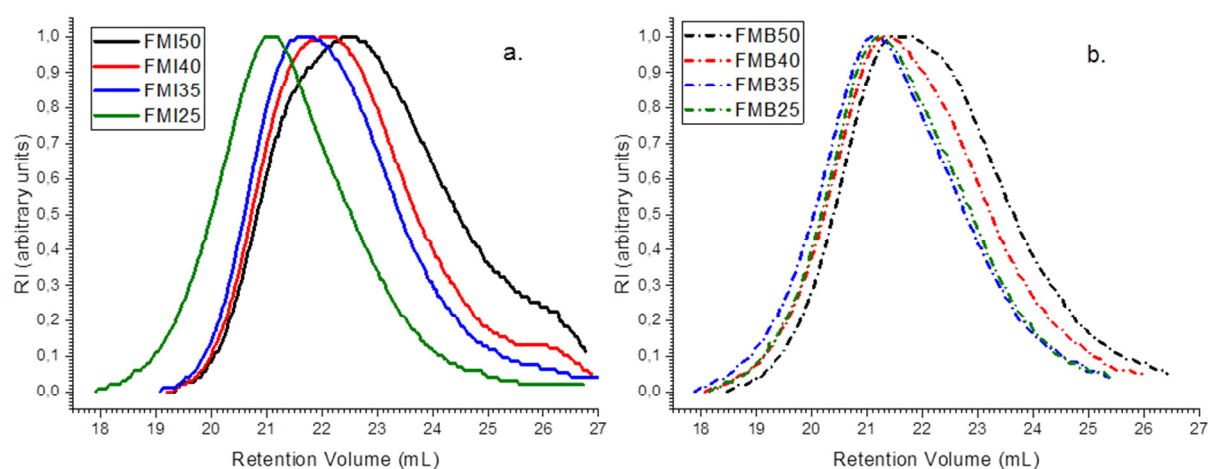 FMI50
FMI40
FMI35
FMI25
a.
RI (arbitrary units)
1,0
0,9
0,8
0,7
0,6
0,5
0,4
0,3
0,2
0,1
0,0
18 19 20 21 22 23 24 25 26 27
Retention Volume (mL)
FMB50
FMB40
FMB35
FMB25
b.
RI (arbitrary units)
1,0
0,9
0,8
0,7
0,6
0,5
0,4
0,3
0,2
0,1
0,0
18 19 20 21 22 23 24 25 26 27
Retention Volume (mL)